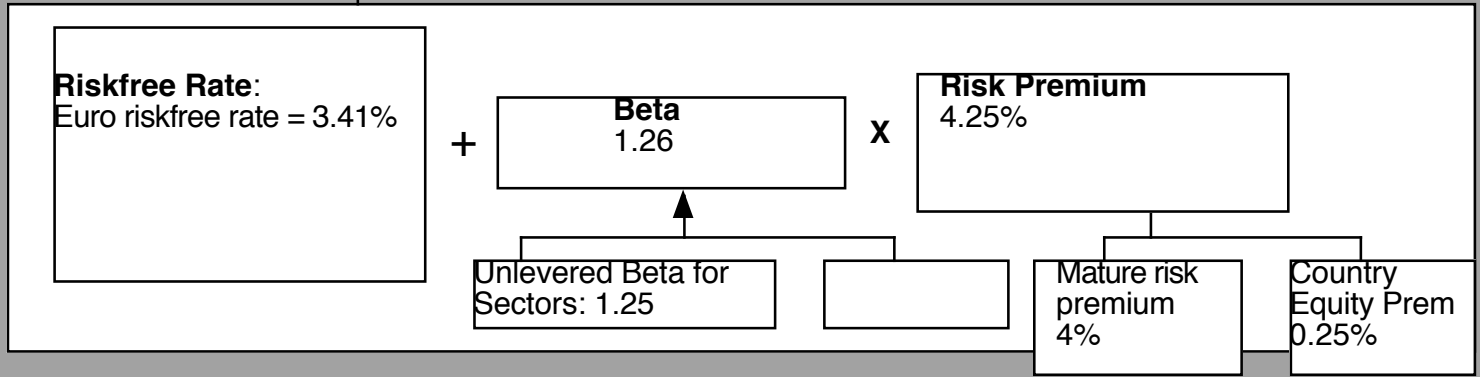 Riskfree Rate:
Euro riskfree rate = 3.41%
+
Beta
1.26
X
Risk Premium
4.25%
Unlevered Beta for
Sectors: 1.25
Mature risk
premium
4%
Country
Equity Prem
0.25%